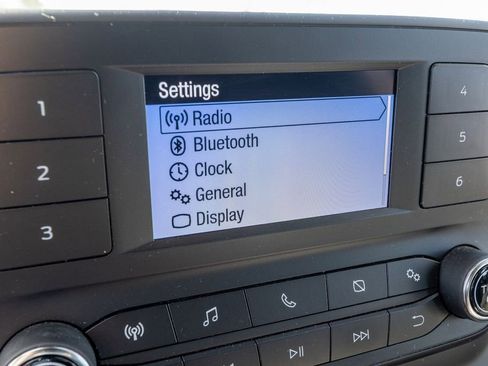 Settings
Radio
Bluetooth
Clock
General
Display
1
2
3
4
5
6